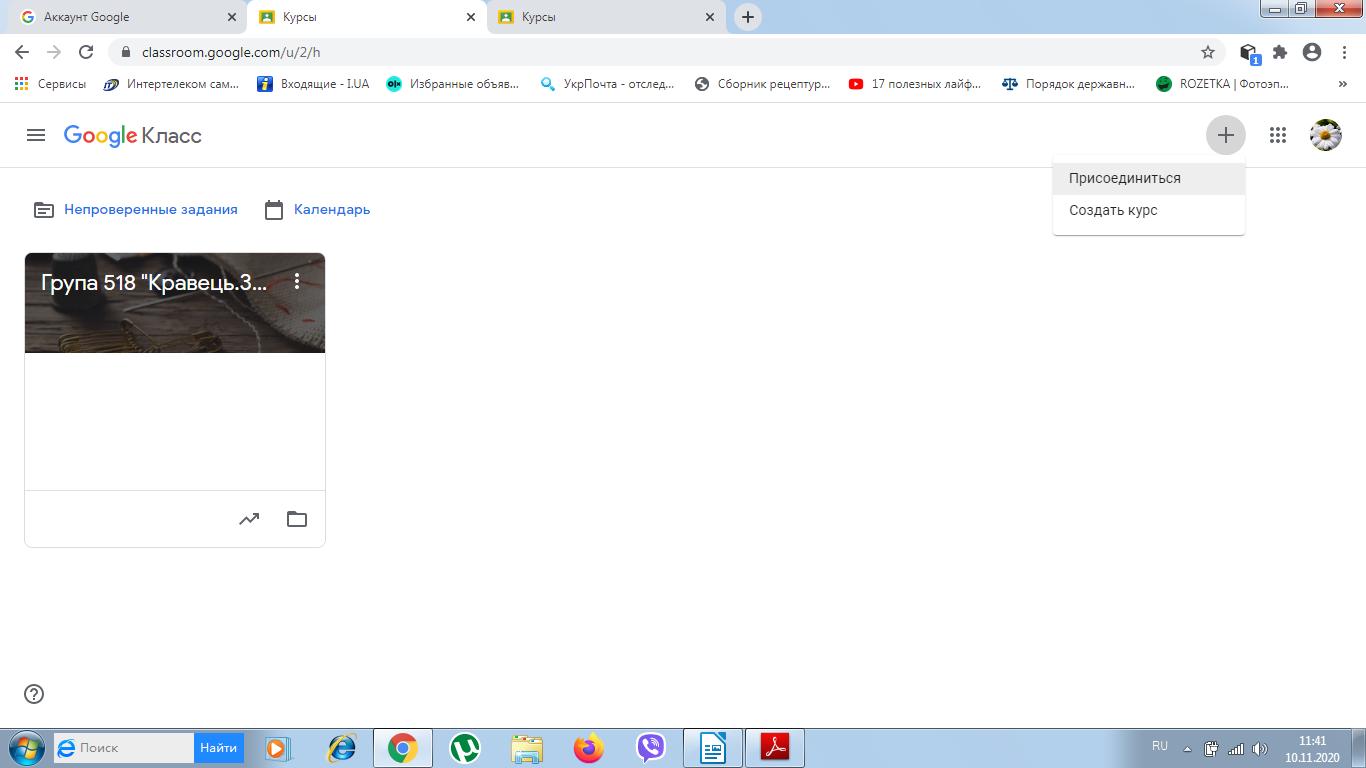 Аккаунт Google
Курсы
Курсы
classroom.google.com/u/2/h
1
Сервисы
Интертелеком сам...
Входящие - I.UA
Избранные объяв...
УкрПочта - отслед...
Сборник рецептур...
17 полезных лайф...
Порядок державн...
ROZETKA | Фотоэп...
Google Класс
Присоединиться
Создать курс
Непроверенные задания
Календарь
Група 518 "Кравець.З...
Поиск
Найти
RU
11:41
10.11.2020